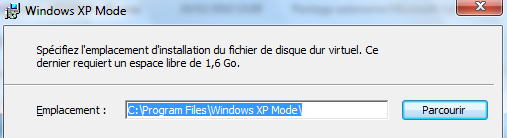 Windows XP Mode
Spécifiez l'emplacement d'installation du fichier de disque dur virtuel. Ce
dernier requiert un espace libre de 1,6 Go.
Emplacement : C:\Program Files\Windows XP Mode\ Parcourir